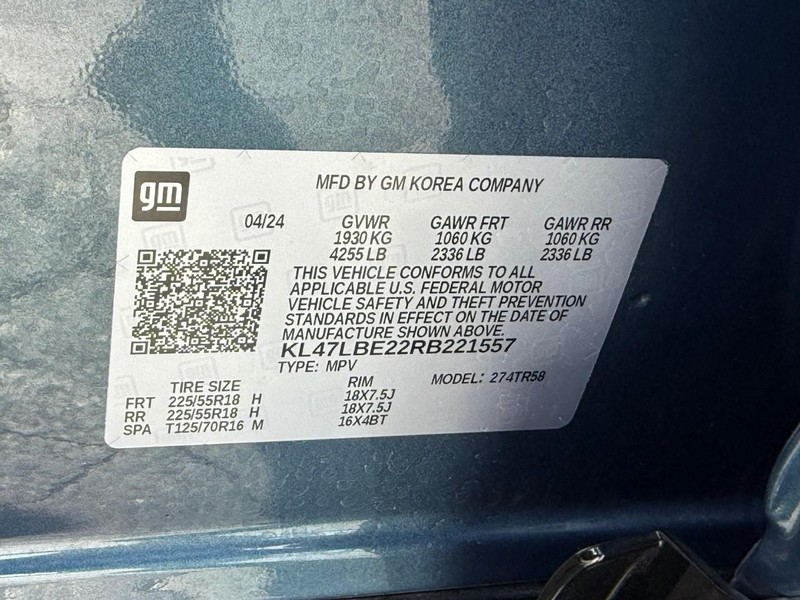 gm
MFD BY GM KOREA COMPANY
04/24 GVWR GAWR FRT GAWR RR
1930 KG 1060 KG 1060 KG
4255 LB 2336 LB 2336 LB
THIS VEHICLE CONFORMS TO ALL
APPLICABLE U.S. FEDERAL MOTOR
VEHICLE SAFETY AND THEFT PREVENTION
STANDARDS IN EFFECT ON THE DATE OF
MANUFACTURE SHOWN ABOVE.
KL47LBE22RB221557
TYPE: MPV
TIRE SIZE RIM MODEL: 274TR58
FRT 225/55R18 H 18X7.5J
RR 225/55R18 H 18X7.5J
SPA T125/70R16 M 16X4BT